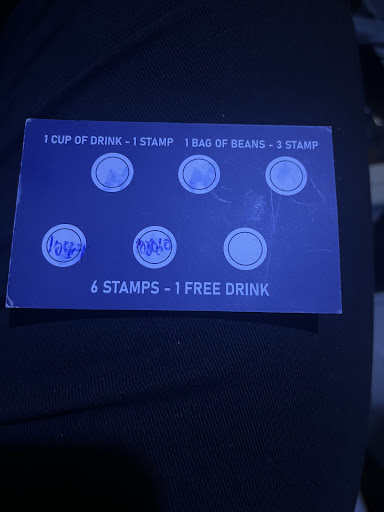 1 CUP OF DRINK - 1 STAMP 1 BAG OF BEANS - 3 STAMP
6 STAMPS - 1 FREE DRINK